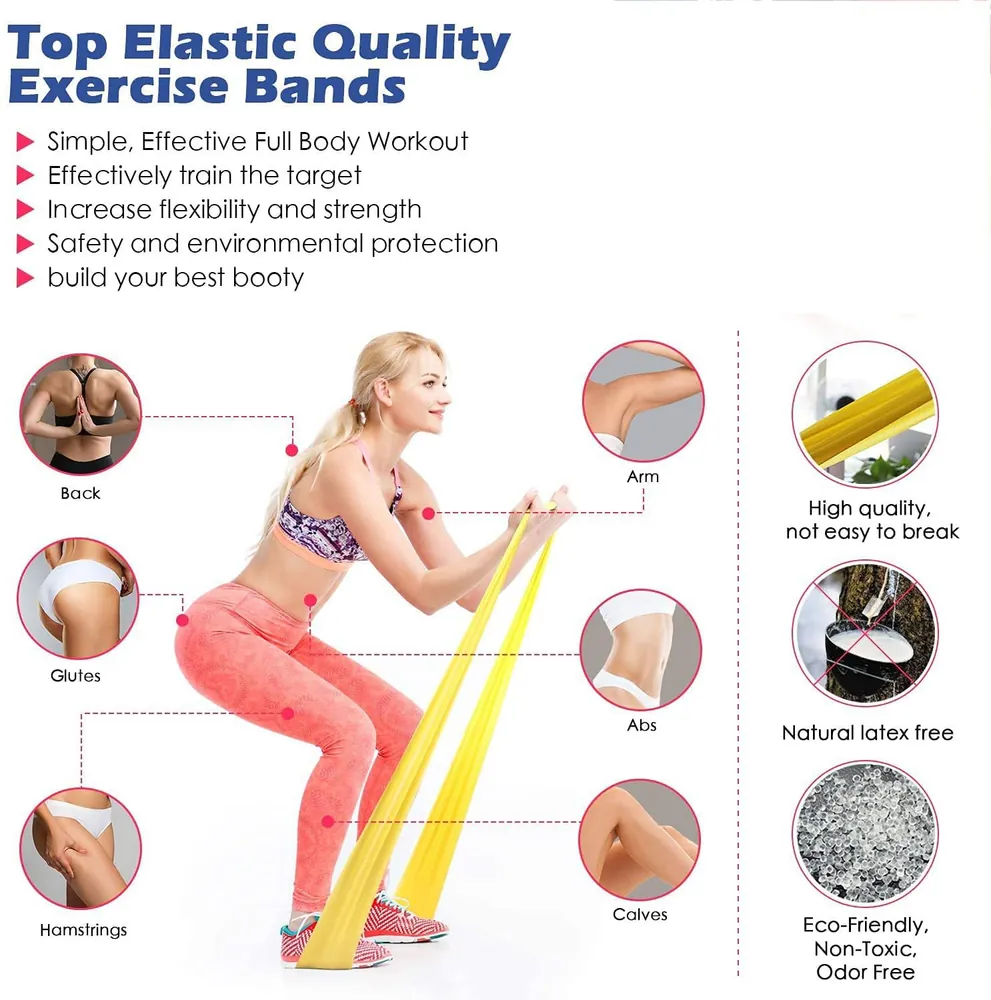 Top Elastic Quality
Exercise Bands
Simple, Effective Full Body Workout
Effectively train the target
Increase flexibility and strength
Safety and environmental protection
build your best booty
Back
Arm
Glutes
Abs
Hamstrings
Calves
High quality,
not easy to break
Natural latex free
Eco-Friendly,
Non-Toxic,
Odor Free